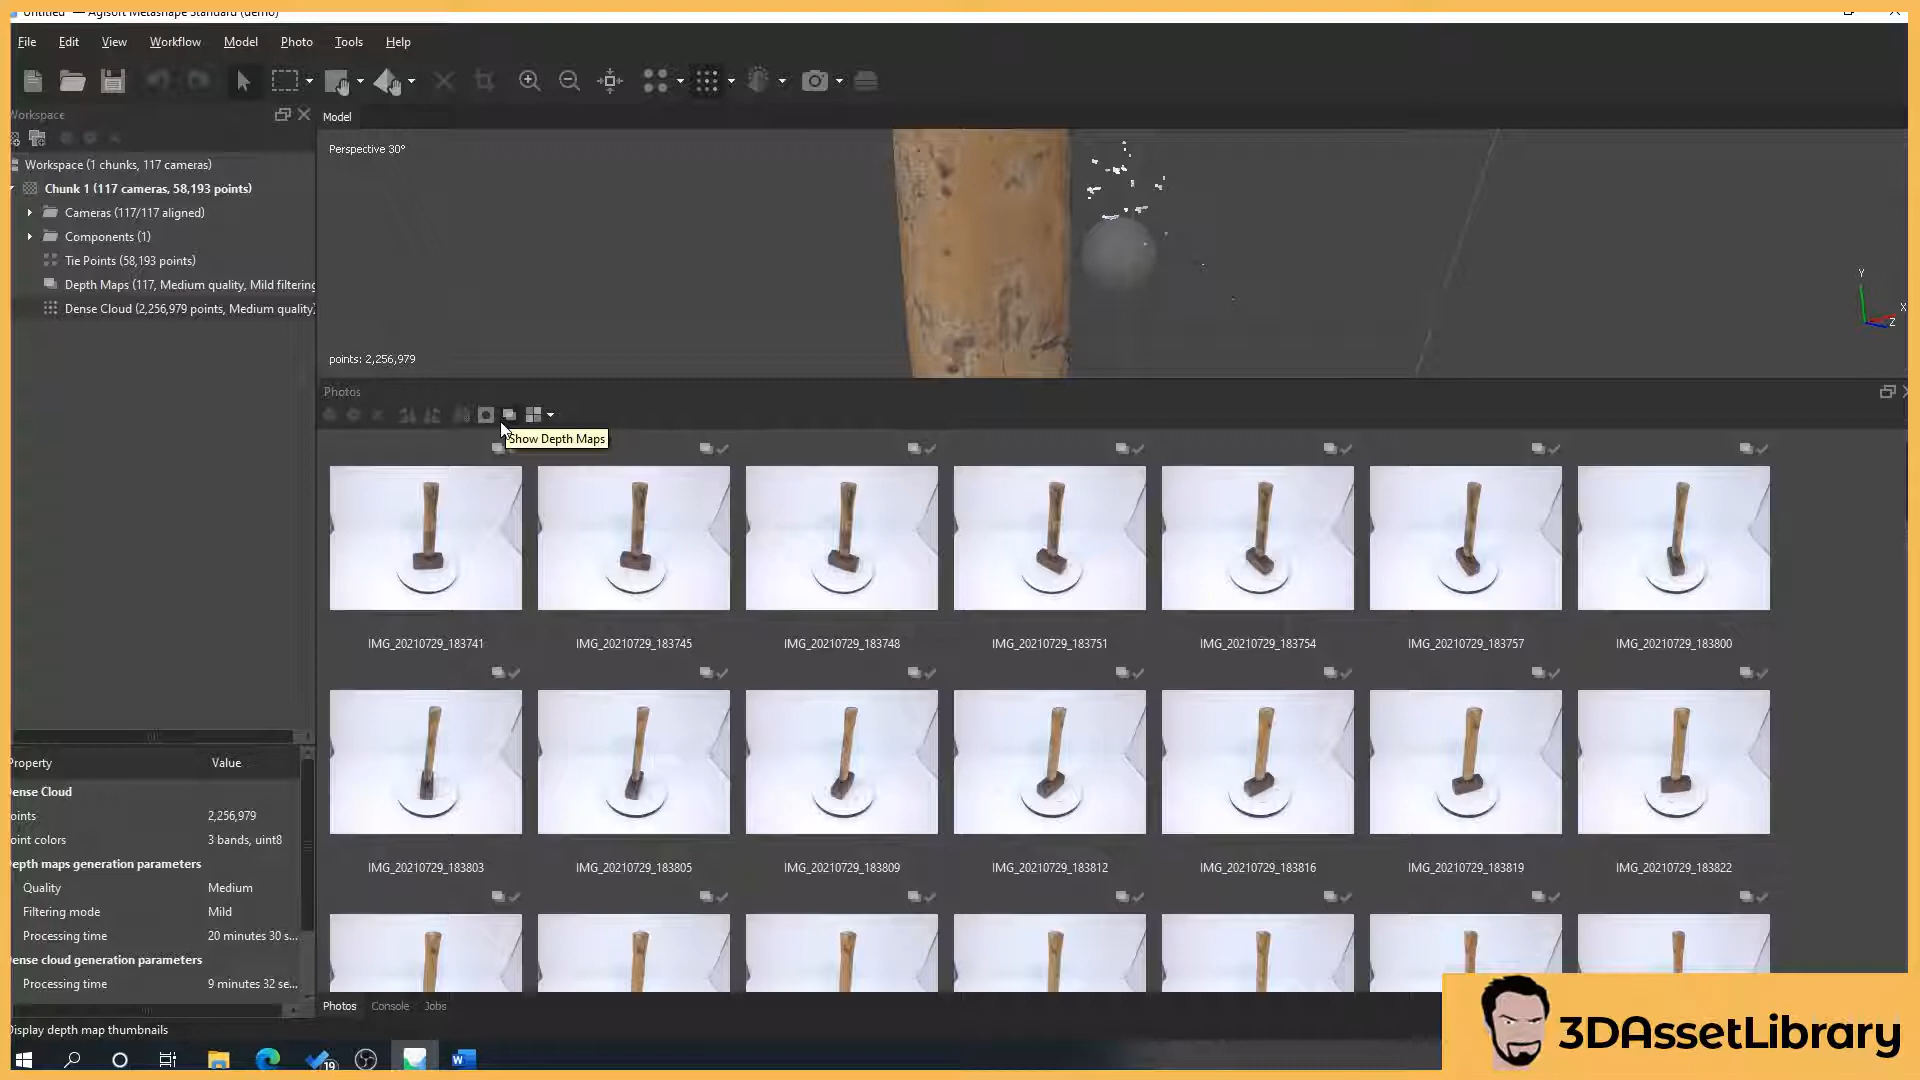 Untitled — Agisoft Metashape Standard (demo)
File Edit View Workflow Model Photo Tools Help
Workspace
Model
Workspace (1 chunks, 117 cameras)
Chunk 1 (117 cameras, 58,193 points)
Cameras (117/117 aligned)
Components (1)
Tie Points (58,193 points)
Depth Maps (117, Medium quality, Mild filtering
Dense Cloud (2,256,979 points, Medium quality)
Perspective 30°
Y
X
Z
points: 2,256,979
Photos
Show Depth Maps
IMG_20210729_183741 IMG_20210729_183745 IMG_20210729_183748 IMG_20210729_183751 IMG_20210729_183754 IMG_20210729_183757 IMG_20210729_183800
IMG_20210729_183803 IMG_20210729_183805 IMG_20210729_183809 IMG_20210729_183812 IMG_20210729_183816 IMG_20210729_183819 IMG_20210729_183822
Property Value
ense Cloud
oints 2,256,979
oint colors 3 bands, uint8
epth maps generation parameters
Quality Medium
Filtering mode Mild
Processing time 20 minutes 30 s...
ense cloud generation parameters
Processing time 9 minutes 32 se...
Photos Console Jobs
Display depth map thumbnails
19
W
3DAssetLibrary